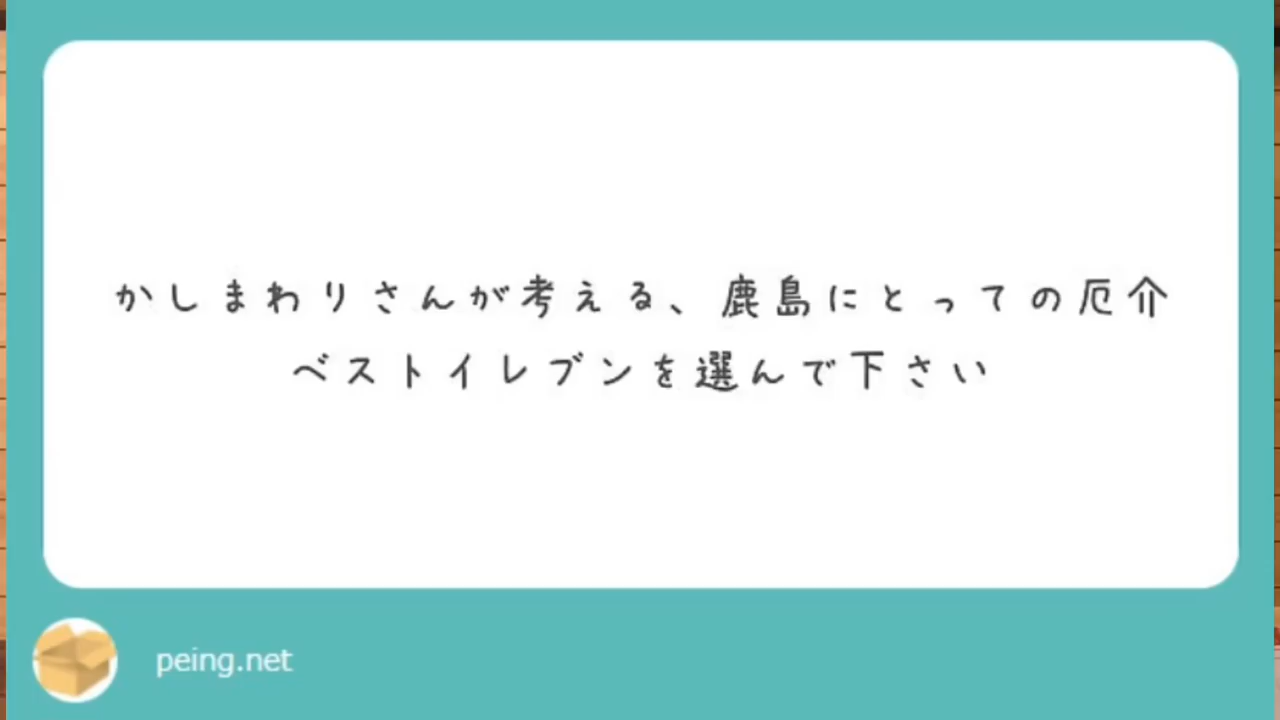 かしまわりさんが考える、鹿島にとっての厄介
ベストイレブンを選んで下さい
peing.net